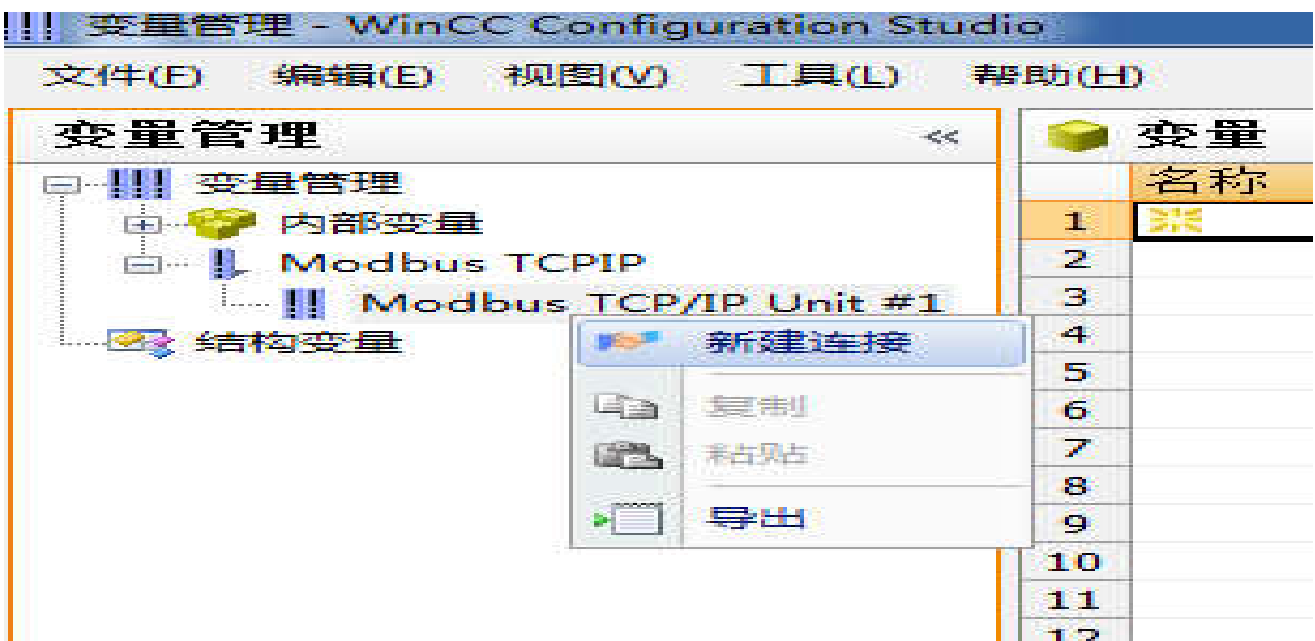 变量管理 - WinCC Configuration Studio
文件(F) 编辑(E) 视图(V) 工具(L) 帮助(H)
变量管理 <<
变量管理
内部变量
Modbus TCPIP
Modbus TCP/IP Unit #1
结构变量
新建连接
复制
粘贴
导出
变量
名称
1
2
3
4
5
6
7
8
9
10
11
12